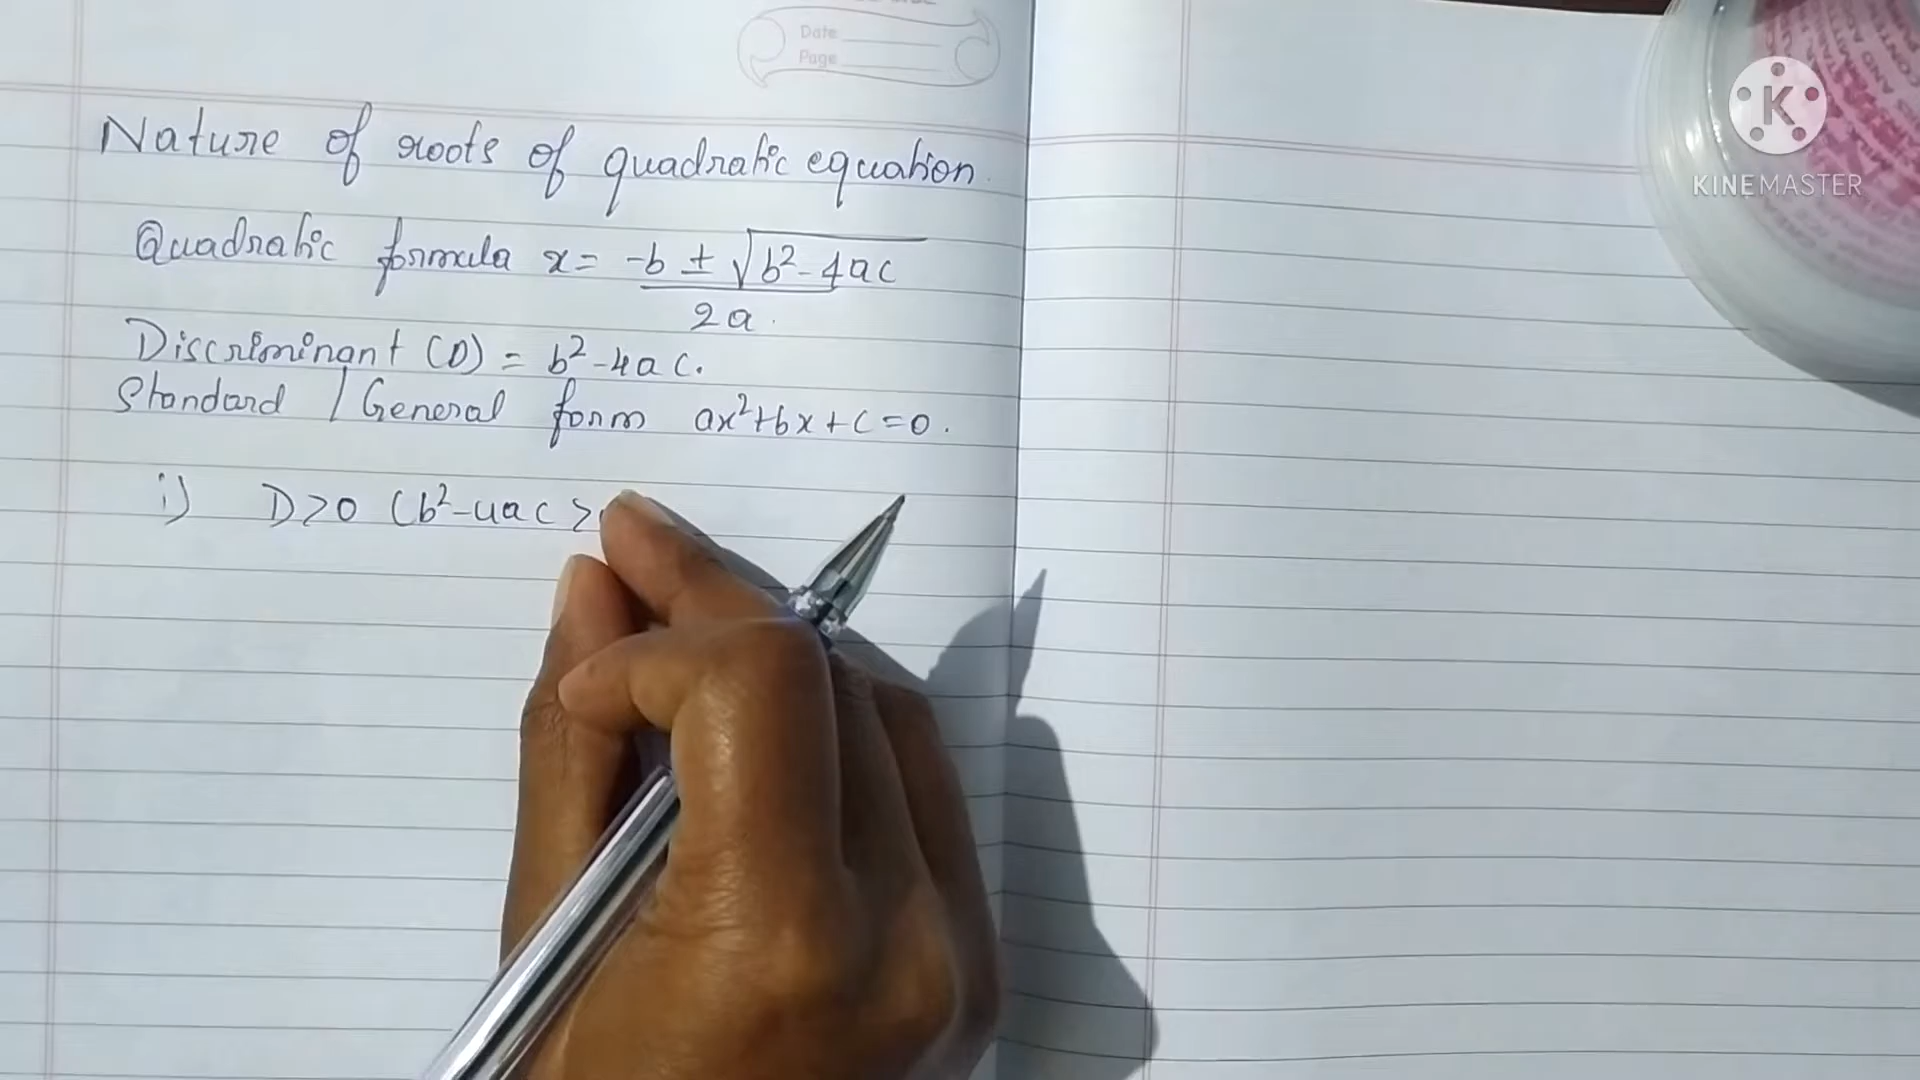 Date
Page
KINEMASTER
Nature of roots of quadratic equation.
Quadratic formula x = -b ± √b² - 4ac
2a.
Discriminant (D) = b² - 4ac.
Standard / General form ax² + bx + c = 0.
i) D > 0 (b² - 4ac >